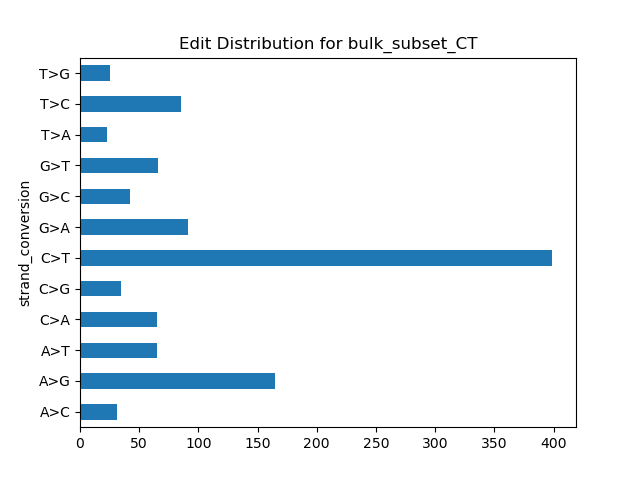 Edit Distribution for bulk_subset_CT
strand_conversion
T>G
T>C
T>A
G>T
G>C
G>A
C>T
C>G
C>A
A>T
A>G
A>C
0 50 100 150 200 250 300 350 400